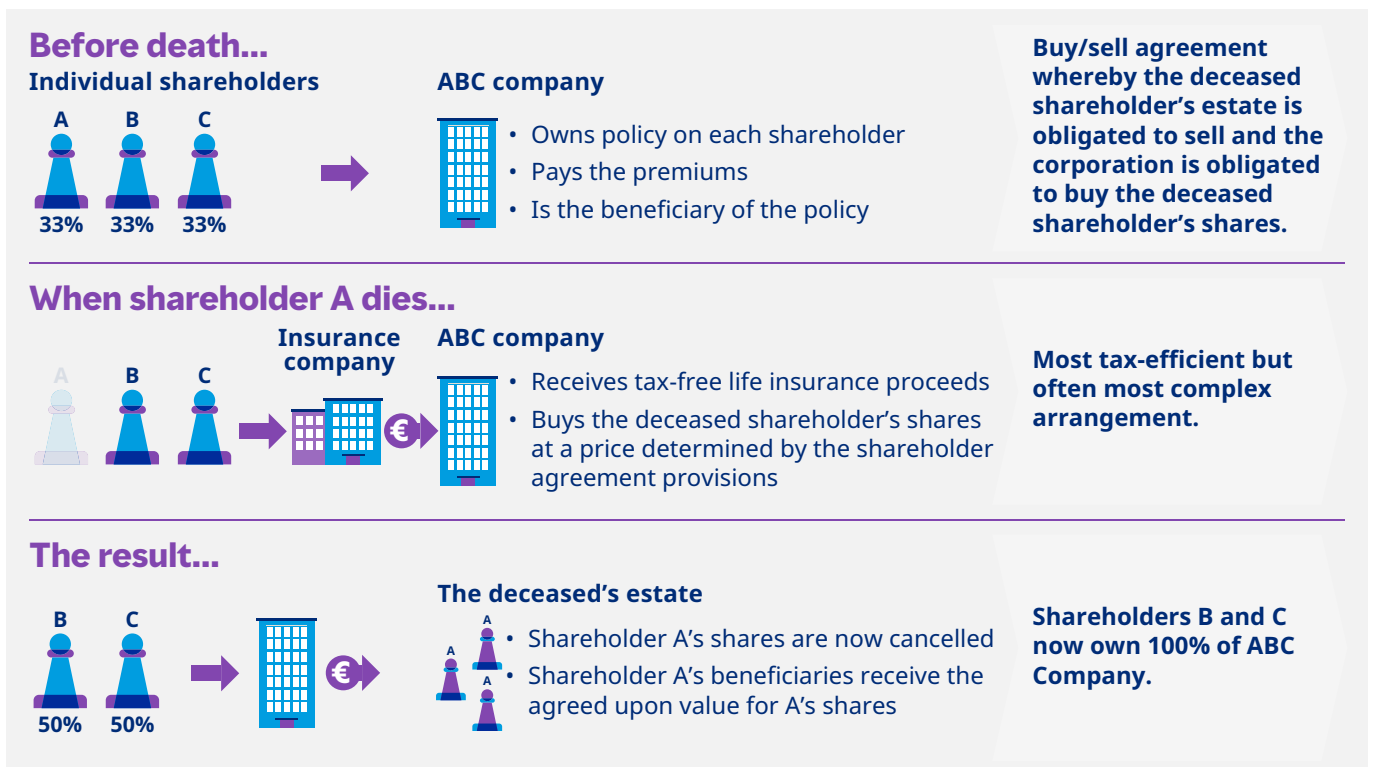 Before death...
Individual shareholders
A B C
33% 33% 33%
ABC company
• Owns policy on each shareholder
• Pays the premiums
• Is the beneficiary of the policy
Buy/sell agreement
whereby the deceased
shareholder’s estate is
obligated to sell and the
corporation is obligated
to buy the deceased
shareholder’s shares.
When shareholder A dies...
A B C
Insurance
company
€
ABC company
• Receives tax-free life insurance proceeds
• Buys the deceased shareholder’s shares
at a price determined by the shareholder
agreement provisions
Most tax-efficient but
often most complex
arrangement.
The result...
B C
50% 50%
€
The deceased’s estate
A
A
A
• Shareholder A’s shares are now cancelled
• Shareholder A’s beneficiaries receive the
agreed upon value for A’s shares
Shareholders B and C
now own 100% of ABC
Company.